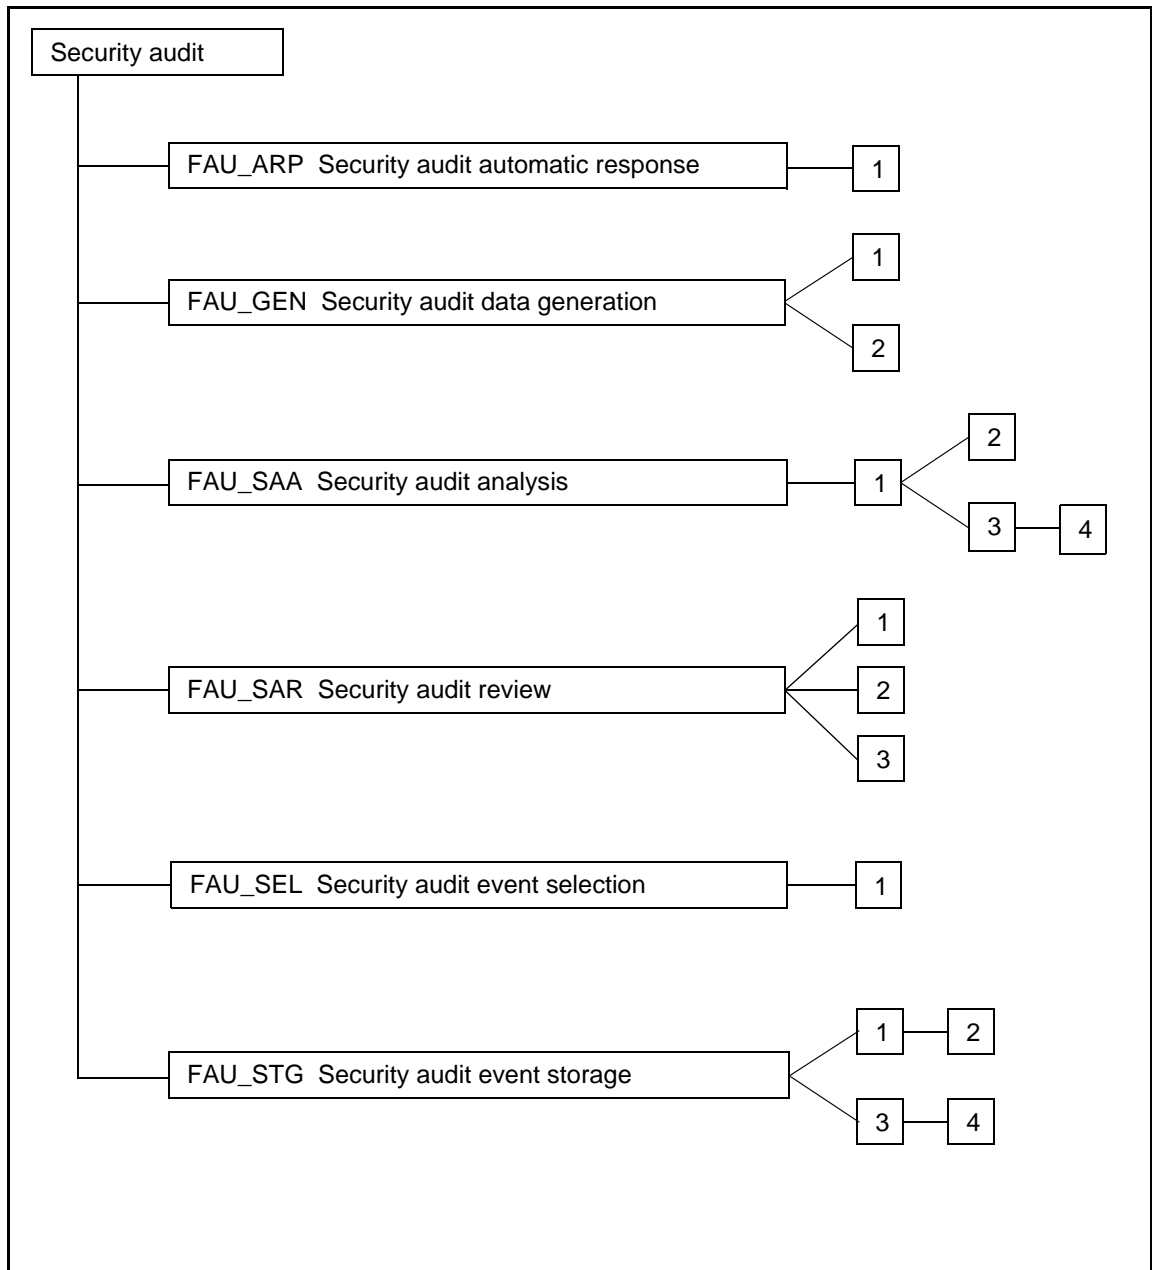 Security audit
FAU_ARP Security audit automatic response 1
1
FAU_GEN Security audit data generation
2
2
FAU_SAA Security audit analysis 1
3 4
1
FAU_SAR Security audit review 2
3
FAU_SEL Security audit event selection 1
1 2
FAU_STG Security audit event storage
3 4